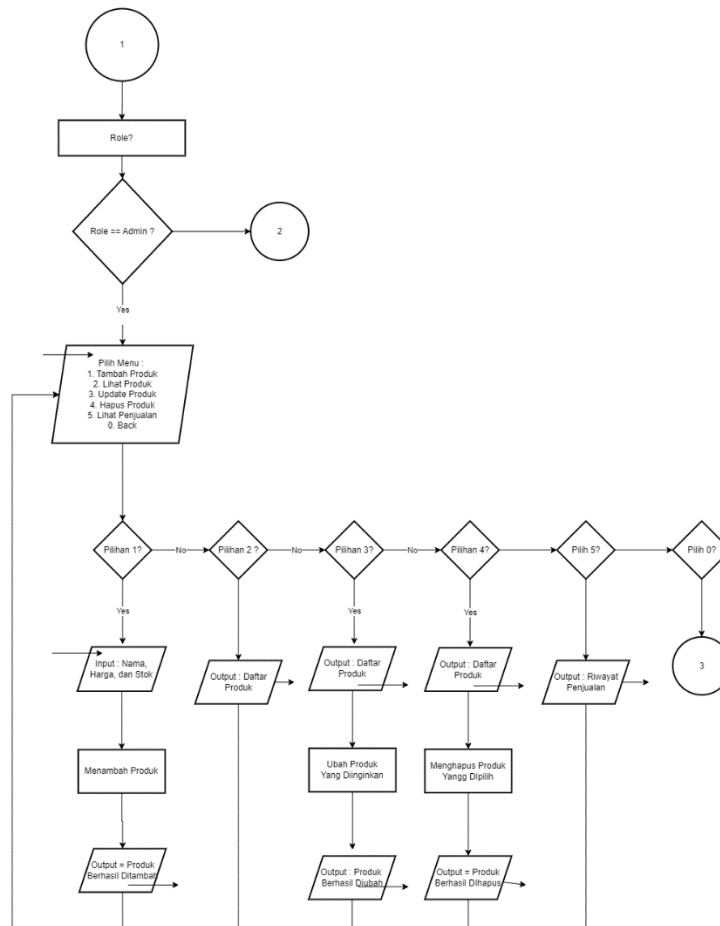 1
Role?
Role == Admin ?
2
Yes
Pilih Menu :
1. Tambah Produk
2. Lihat Produk
3. Update Produk
4. Hapus Produk
5. Lihat Penjualan
0. Back
Pilihan 1?
No
Pilihan 2 ?
No
Pilihan 3?
No
Pilihan 4?
Pilih 5?
Pilih 0?
Yes
Yes
Yes
Input : Nama,
Harga, dan Stok
Output : Daftar
Produk
Output : Daftar
Produk
Output : Daftar
Produk
Output : Riwayat
Penjualan
3
Menambah Produk
Ubah Produk
Yang Diinginkan
Menghapus Produk
Yangg DIpilih
Output = Produk
Berhasil Ditambah
Output : Produk
Berhasil Diubah
Output = Produk
Berhasil DIhapus